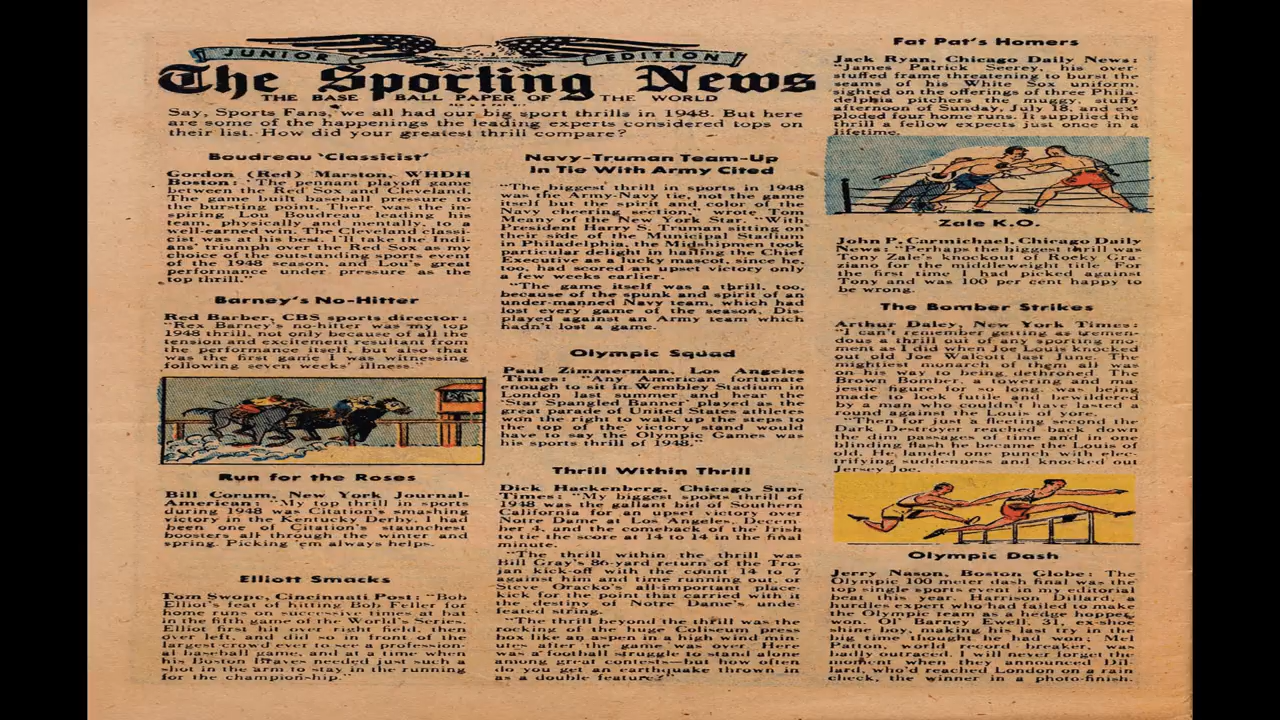 JUNIOR EDITION
The Sporting News
THE BASE BALL PAPER OF THE WORLD
Say, Sports Fans, we all had our big sport thrills in 1948. But here
are some of the happenings the leading experts considered tops on
their list. How did your greatest thrill compare?
Boudreau 'Classicist'
Gordon (Red) Marston, WHDH
Boston: "The pennant playoff game
between the Red Sox and Cleveland.
The game built baseball pressure to
the bursting point. There was the in-
spiring Lou Boudreau leading his
team, physically and mentally, to a
well-earned win. The Cleveland classi-
cist was at his best. I'll take the Indi-
ans' triumph over the Red Sox as my
choice of the outstanding sports event
of the 1948 season, and Lou's great
performance under pressure as the
top thrill."
Barney's No-Hitter
Red Barber, CBS sports director:
"Rex Barney's no-hitter was my top
1948 thrill, not only because of all the
tension and excitement resultant from
the performance itself, but also that
was the first game I was witnessing
following seven weeks' illness."
Run for the Roses
Bill Corum, New York Journal-
American: "My top thrill in sports
during 1948 was Citation's smashing
victory in the Kentucky Derby. I had
been one of Citation's staunchest
boosters all through the winter and
spring. Picking 'em always helps."
Elliott Smacks
Tom Swope, Cincinnati Post: "Bob
Elliot's feat of hitting Bob Feller for
home runs on successive times at bat
in the fifth game of the World's Series.
Elliott first hit over right field, then
over left, and did so in front of the
largest crowd ever to see a profession-
al baseball game, and at a time when
his Boston Braves needed just such a
shot in the arm to stay in the running
for the championship."
Navy-Truman Team-Up
In Tie With Army Cited
"The biggest thrill in sports in 1948
was the Army-Navy tie, not the game
itself but the spirit and color of the
Navy cheering section," wrote Tom
Meany of the New York Star. "With
President Harry S. Truman sitting on
their side of the Municipal Stadium
in Philadelphia, the Midshipmen took
particular delight in hailing the Chief
Executive as a lucky mascot, since he,
too, had scored an upset victory only
a few weeks earlier.
"The game itself was a thrill, too,
because of the spunk and spirit of an
under-manned Navy team, which had
lost every game of the season. Dis-
played against an Army team which
hadn't lost a game.
Olympic Squad
Paul Zimmerman, Los Angeles
Times: "Any American fortunate
enough to sit in Wembley Stadium in
London last summer and hear the
'Star Spangled Banner' played as the
great parade of United States athletes
won the right to walk up the steps to
the top of the victory stand would
have to say the Olympic Games was
his sports thrill of 1948."
Thrill Within Thrill
Dick Hackenberg, Chicago Sun-
Times: "My biggest sports thrill of
1948 was the gallant bid of Southern
California for an upset victory over
Notre Dame at Los Angeles, Decem-
ber 4, and the comeback of the Irish
to tie the score at 14 to 14 in the final
minute.
"The thrill within the thrill was
Bill Gray's 86-yard return of the Tro-
jan kick-off with the count 14 to 7
against him and time running out, or
Steve Oracko's all-important place-
kick for the point that carried with it
the destiny of Notre Dame's unde-
feated string.
"The thrill beyond the thrill was the
rocking of the huge Coliseum press
box like an aspen in a high wind min-
utes after the game was over. Here
was a football struggle to stand alone
among great contests—but how often
do you get an earthquake thrown in
as a double feature?"
Fat Pat's Homers
Jack Ryan, Chicago Daily News:
"James Patrick Seerey, his over-
stuffed frame threatening to burst the
seams of his White Sox uniform,
sighted on the offerings of three Phila-
delphia pitchers the muggy, stuffy
afternoon of Sunday, July 18, and ex-
ploded four home runs. It supplied the
thrill a fellow expects just once in a
lifetime.
Zale K.O.
John P. Carmichael, Chicago Daily
News: "Perhaps the biggest thrill was
Tony Zale's knockout of Rocky Gra-
ziano for the middleweight title. For
the first time I had picked against
Tony and was 100 per cent happy to
be wrong.
The Bomber Strikes
Arthur Daley, New York Times:
"I can't remember getting as tremen-
dous a thrill out of any sporting mo-
ment as I did when Joe Louis knocked
out old Joe Walcott last June. The
mightiest monarch of them all was
on his way to being dethroned. The
Brown Bomber, a towering and ma-
jestic figure for so long, was being
made to look futile and bewildered
by a man who couldn't have lasted a
round against the Louis of yore.
"Then for just a fleeting second the
Dark Destroyer reached back down
the dim passages of time and in one
blinding flash he became the Louis of
old. He landed one punch with elec-
trifying suddenness and knocked out
Jersey Joe.
Olympic Dash
Jerry Nason, Boston Globe: "The
Olympic 100 meter dash final was the
top single sports event in my editorial
beat this year. Harrison Dillard, a
hurdles expert who had failed to make
the Olympic team as a hedge hopper,
won. Ol' Barney Ewell, 31, ex-shoe
shine boy, making his last try in the
big time thought he had won. Mel
Patton, world record breaker, was
badly outraced. I will never forget the
moment when they announced Dil-
lard, who'd reached London on a rain
check, the winner in a photo-finish.